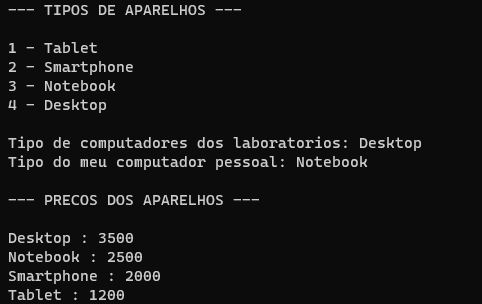 --- TIPOS DE APARELHOS ---
1 - Tablet
2 - Smartphone
3 - Notebook
4 - Desktop
Tipo de computadores dos laboratorios: Desktop
Tipo do meu computador pessoal: Notebook
--- PRECOS DOS APARELHOS ---
Desktop : 3500
Notebook : 2500
Smartphone : 2000
Tablet : 1200